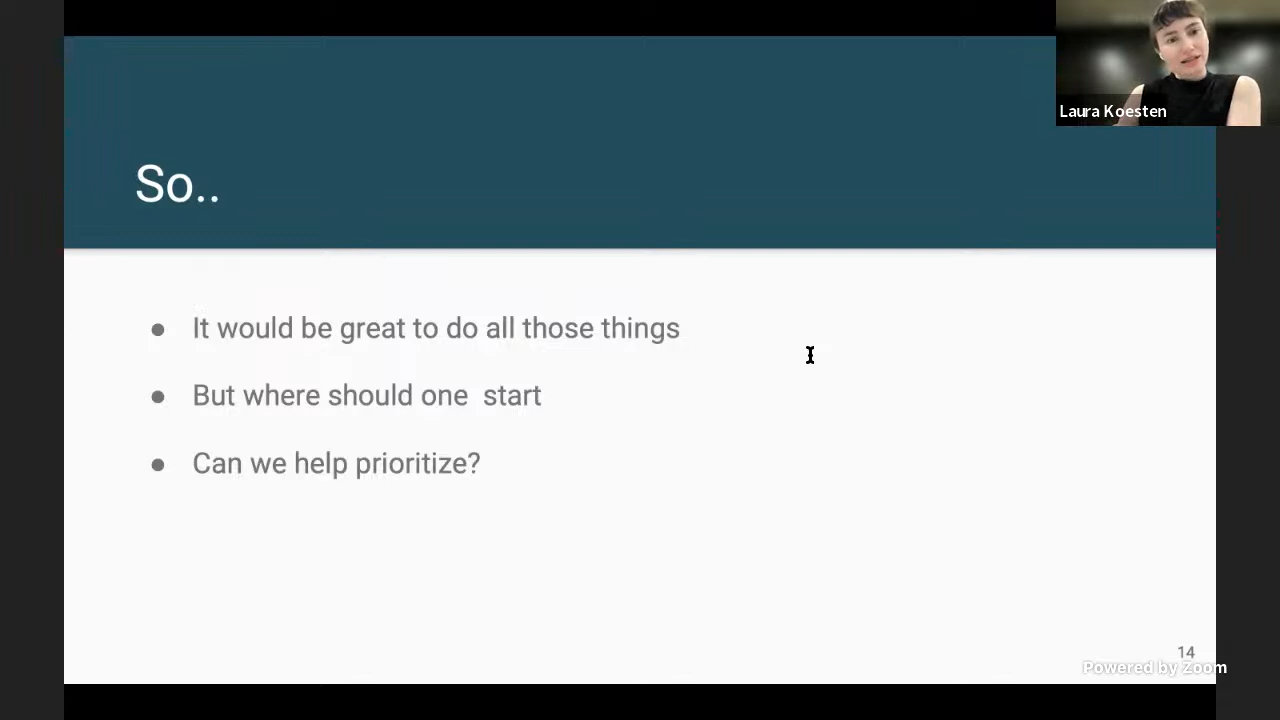 Laura Koesten
So..
● It would be great to do all those things
● But where should one  start
● Can we help prioritize?
14
Powered by Zoom